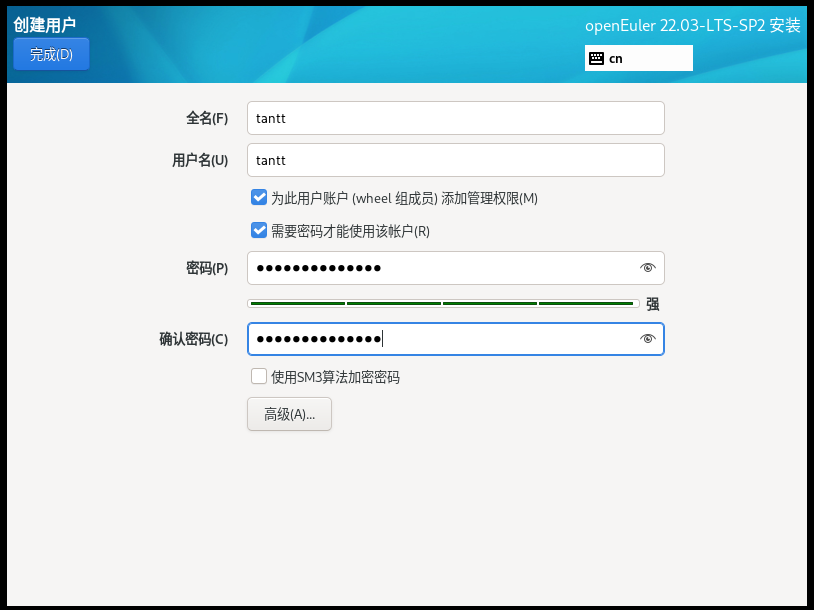 创建用户
openEuler 22.03-LTS-SP2 安装
完成(D)
cn
全名(F)
tantt
用户名(U)
tantt
为此用户账户 (wheel 组成员) 添加管理权限(M)
需要密码才能使用该帐户(R)
密码(P)
●●●●●●●●●●●●●●
强
确认密码(C)
●●●●●●●●●●●●●●
使用SM3算法加密密码
高级(A)...